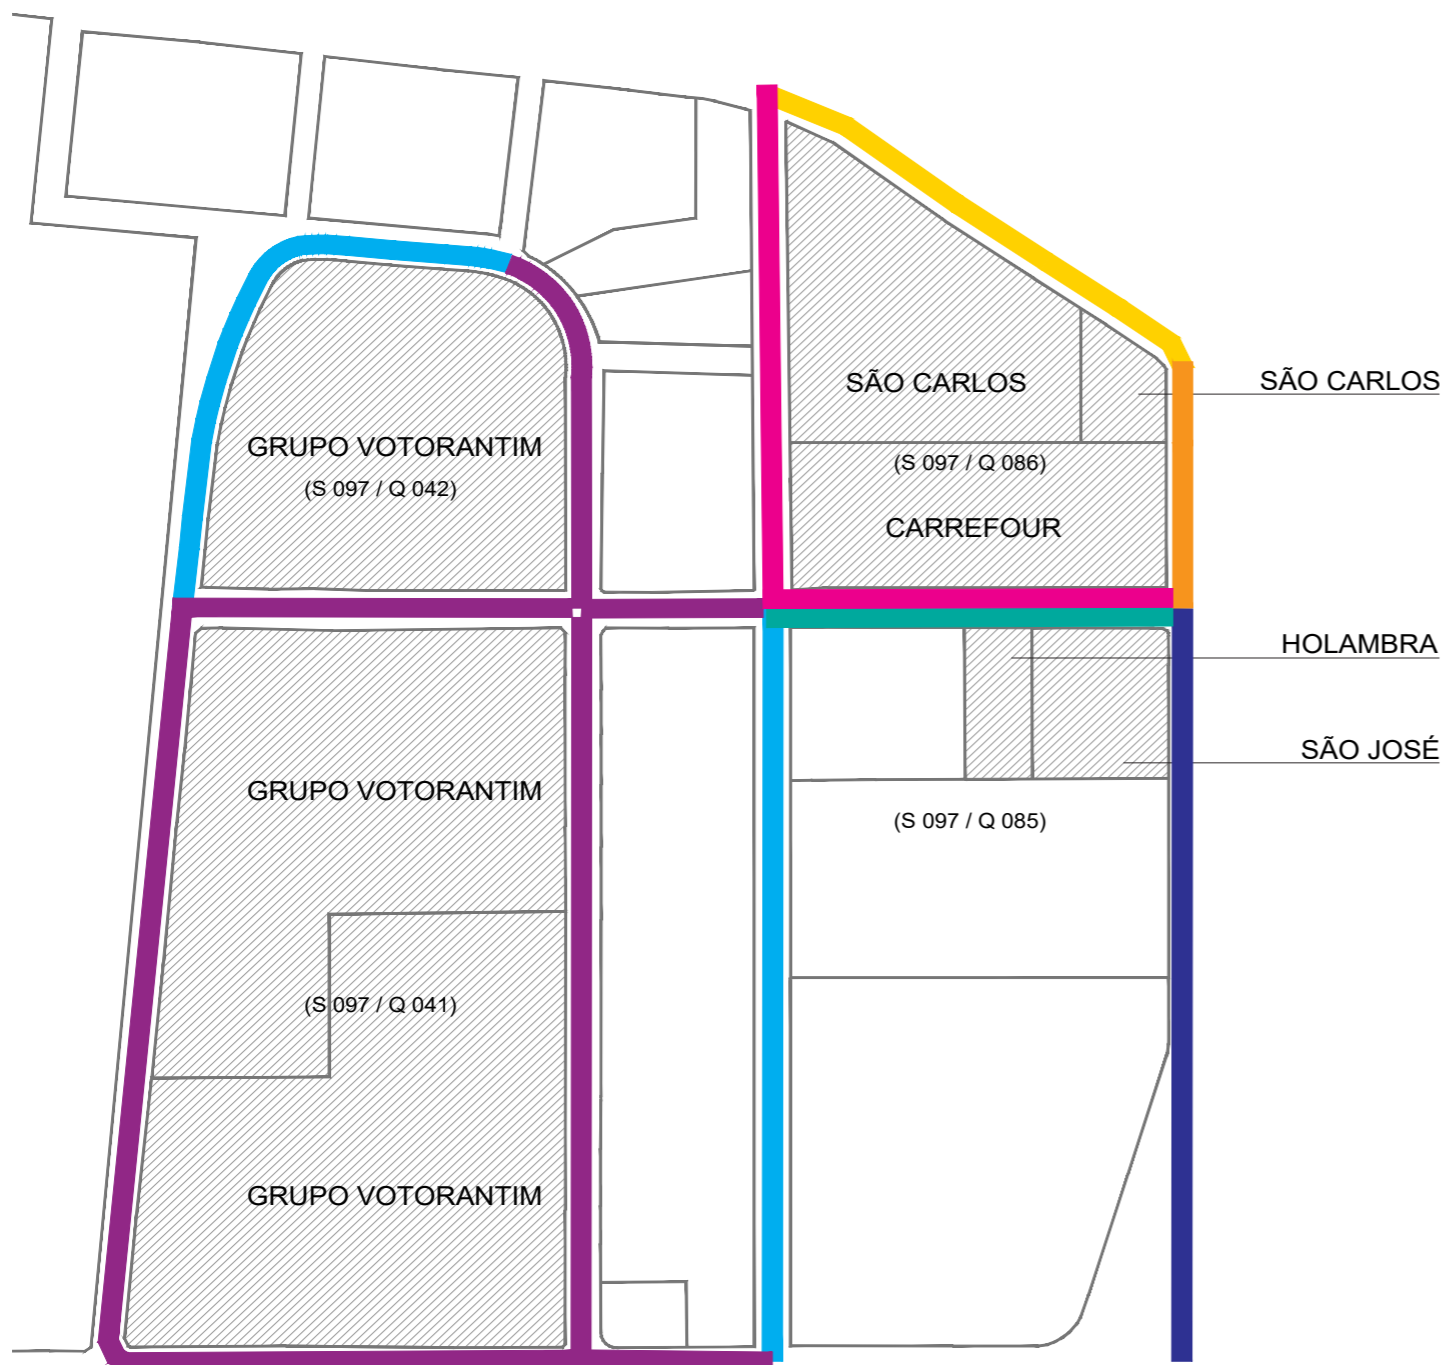 SÃO CARLOS
SÃO CARLOS
GRUPO VOTORANTIM
(S 097 / Q 042)
(S 097 / Q 086)
CARREFOUR
HOLAMBRA
SÃO JOSÉ
GRUPO VOTORANTIM
(S 097 / Q 085)
(S 097 / Q 041)
GRUPO VOTORANTIM